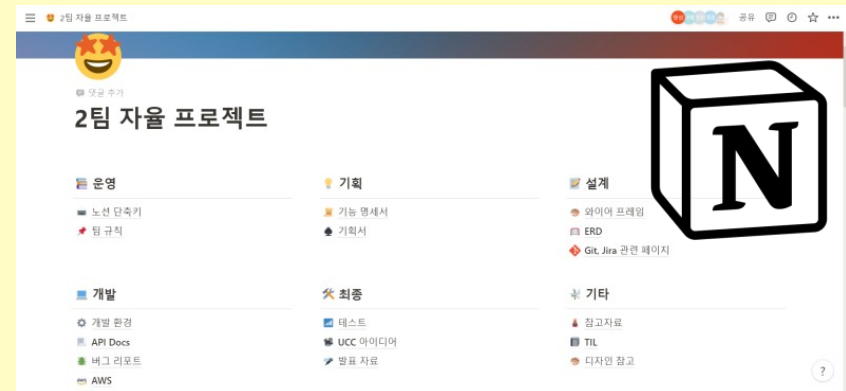 2팀 자율 프로젝트
공유
댓글 추가
2팀 자율 프로젝트
N
운영
노션 단축키
팀 규칙
기획
기능 명세서
기획서
설계
와이어 프레임
ERD
Git, Jira 관련 페이지
개발
개발 환경
API Docs
버그 리포트
AWS
최종
테스트
UCC 아이디어
발표 자료
기타
참고자료
TIL
디자인 참고
?